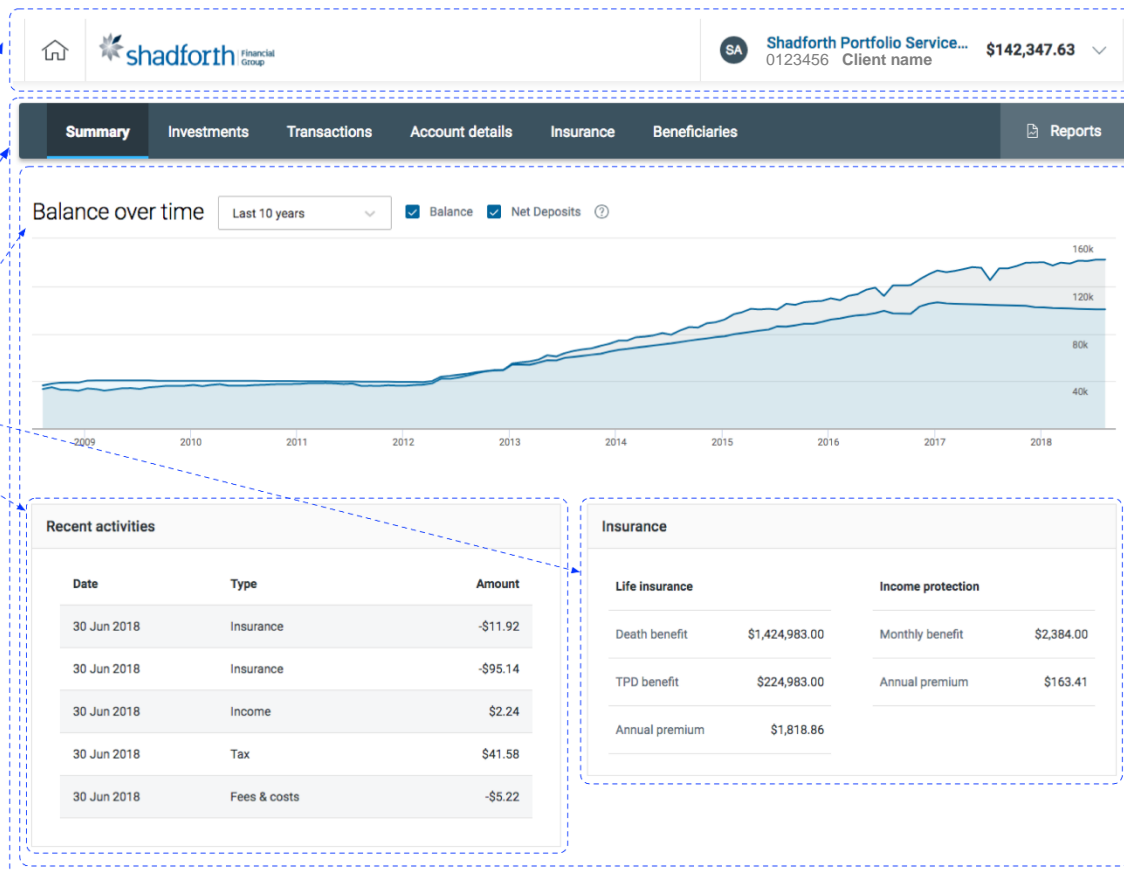 shadforth Financial Group
SA
Shadforth Portfolio Service... $142,347.63
0123456 Client name
Summary Investments Transactions Account details Insurance Beneficiaries Reports
Balance over time Last 10 years Balance Net Deposits ?
160k
120k
80k
40k
2009 2010 2011 2012 2013 2014 2015 2016 2017 2018
Recent activities
Date Type Amount
30 Jun 2018 Insurance -$11.92
30 Jun 2018 Insurance -$95.14
30 Jun 2018 Income $2.24
30 Jun 2018 Tax $41.58
30 Jun 2018 Fees & costs -$5.22
Insurance
Life insurance Income protection
Death benefit $1,424,983.00 Monthly benefit $2,384.00
TPD benefit $224,983.00 Annual premium $163.41
Annual premium $1,818.86